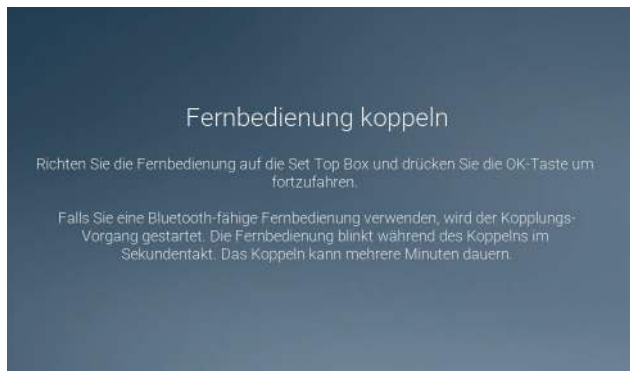 Fernbedienung koppeln
Richten Sie die Fernbedienung auf die Set Top Box und drücken Sie die OK-Taste um
fortzufahren.
Falls Sie eine Bluetooth-fähige Fernbedienung verwenden, wird der Kopplungs-
Vorgang gestartet. Die Fernbedienung blinkt während des Koppelns im
Sekundentakt. Das Koppeln kann mehrere Minuten dauern.